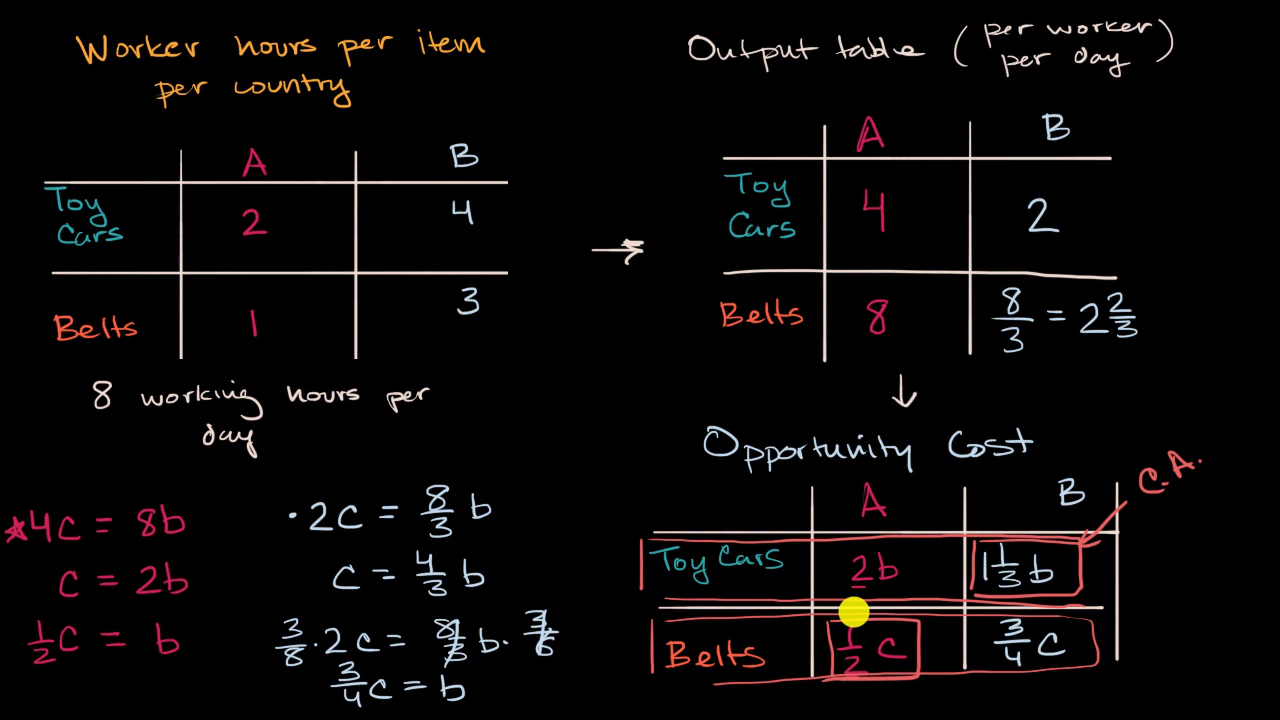 Worker hours per item
per country
A B
Toy
Cars 2 4
Belts 1 3
8 working hours per
day
*4c = 8b
c = 2b
1/2 c = b
·2c = 8/3 b
c = 4/3 b
3/8 · 2c = 8/3 b · 3/8
3/4 c = b
Output table (per worker
per day)
A B
Toy
Cars 4 2
Belts 8 8/3 = 2 2/3
Opportunity Cost
C.A.
A B
Toy Cars 2b 1 1/3 b
Belts 1/2 c 3/4 c